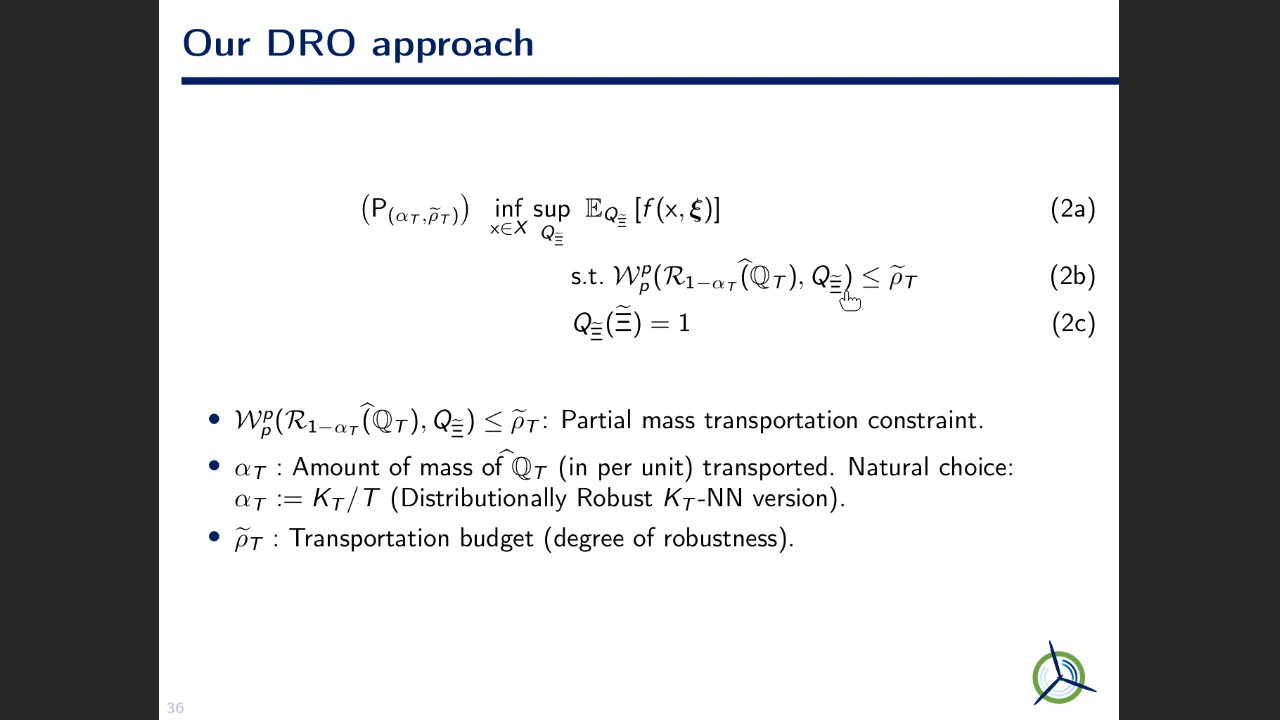 Our DRO approach
(P_(α_T, ρ̃_T)) inf_{x∈X} sup_{Q_Ξ̃} 𝔼_{Q_Ξ̃} [f(x, ξ)] (2a)
s.t. 𝒲_p^p(ℛ_{1−α_T}(ℚ̂_T), Q_Ξ̃) ≤ ρ̃_T (2b)
Q_Ξ̃(Ξ̃) = 1 (2c)
• 𝒲_p^p(ℛ_{1−α_T}(ℚ̂_T), Q_Ξ̃) ≤ ρ̃_T: Partial mass transportation constraint.
• α_T : Amount of mass of ℚ̂_T (in per unit) transported. Natural choice:
α_T := K_T/T (Distributionally Robust K_T-NN version).
• ρ̃_T : Transportation budget (degree of robustness).
36